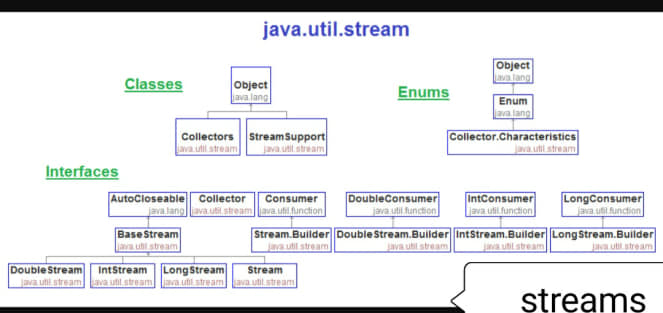 java.util.stream
Classes
Object
java.lang
Collectors
java.util.stream
StreamSupport
java.util.stream
Enums
Object
java.lang
Enum
java.lang
Collector.Characteristics
java.util.stream
Interfaces
AutoCloseable
java.lang
Collector
java.util.stream
Consumer
java.util.function
DoubleConsumer
java.util.function
IntConsumer
java.util.function
LongConsumer
java.util.function
BaseStream
java.util.stream
Stream.Builder
java.util.stream
DoubleStream.Builder
java.util.stream
IntStream.Builder
java.util.stream
LongStream.Builder
java.util.stream
DoubleStream
java.util.stream
IntStream
java.util.stream
LongStream
java.util.stream
Stream
java.util.stream
streams